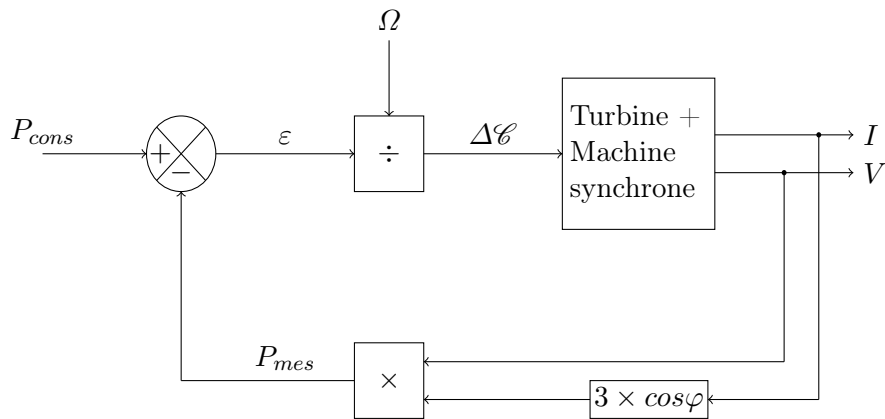 Ω
P_cons
+
−
ε
÷
Δ𝒞
Turbine +
Machine
synchrone
I
V
P_mes
×
3 × cosφ